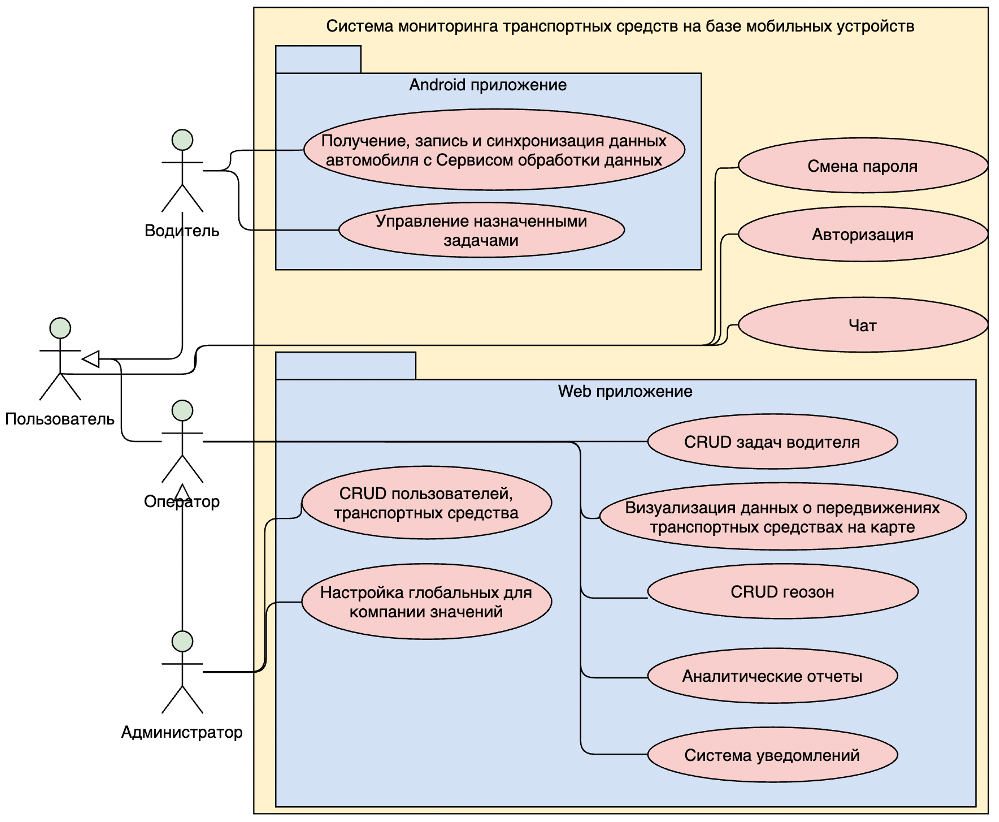 Система мониторинга транспортных средств на базе мобильных устройств
Android приложение
Получение, запись и синхронизация данных
автомобиля с Сервисом обработки данных
Управление назначенными
задачами
Смена пароля
Авторизация
Чат
Водитель
Пользователь
Web приложение
Оператор
CRUD задач водителя
CRUD пользователей,
транспортных средства
Визуализация данных о передвижениях
транспортных средствах на карте
Настройка глобальных для
компании значений
CRUD геозон
Аналитические отчеты
Администратор
Система уведомлений